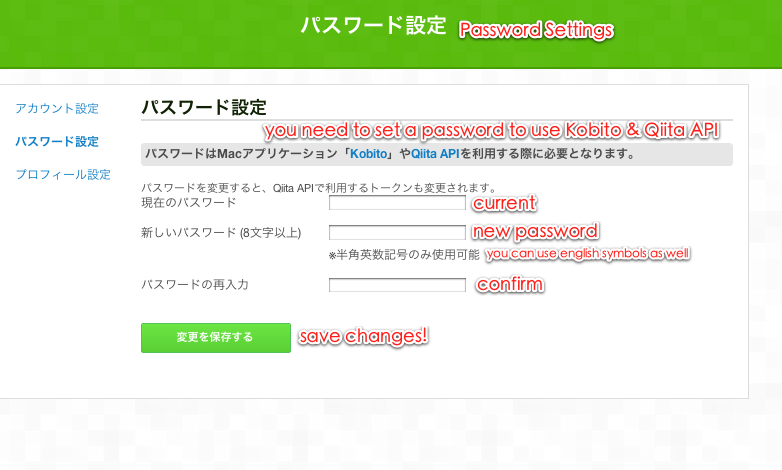 パスワード設定 Password Settings
アカウント設定
パスワード設定
プロフィール設定
パスワード設定
you need to set a password to use Kobito & Qiita API
パスワードはMacアプリケーション「Kobito」やQiita APIを利用する際に必要となります。
パスワードを変更すると、Qiita APIで利用するトークンも変更されます。
現在のパスワード current
新しいパスワード (8文字以上) new password
※半角英数記号のみ使用可能 you can use english symbols as well
パスワードの再入力 confirm
変更を保存する save changes!